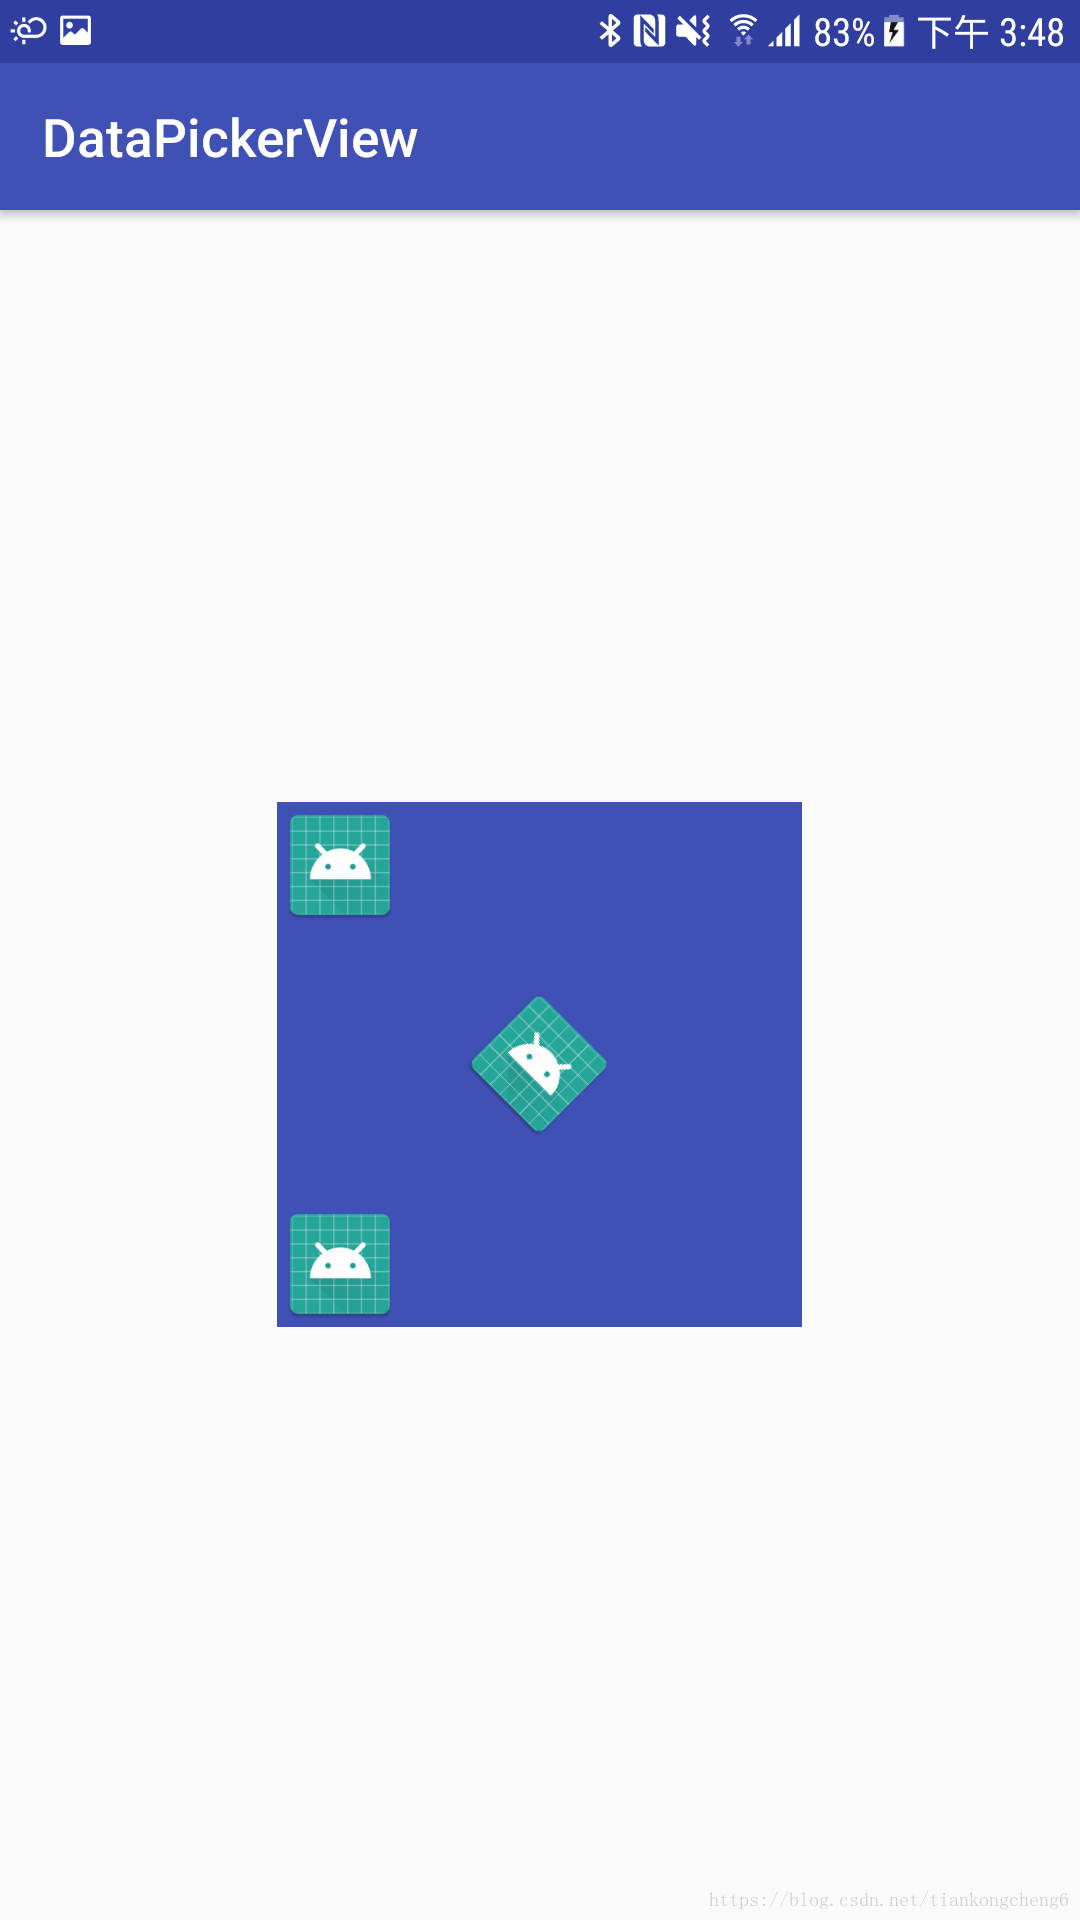 83% 下午 3:48
DataPickerView
https://blog.csdn.net/tiankongcheng6